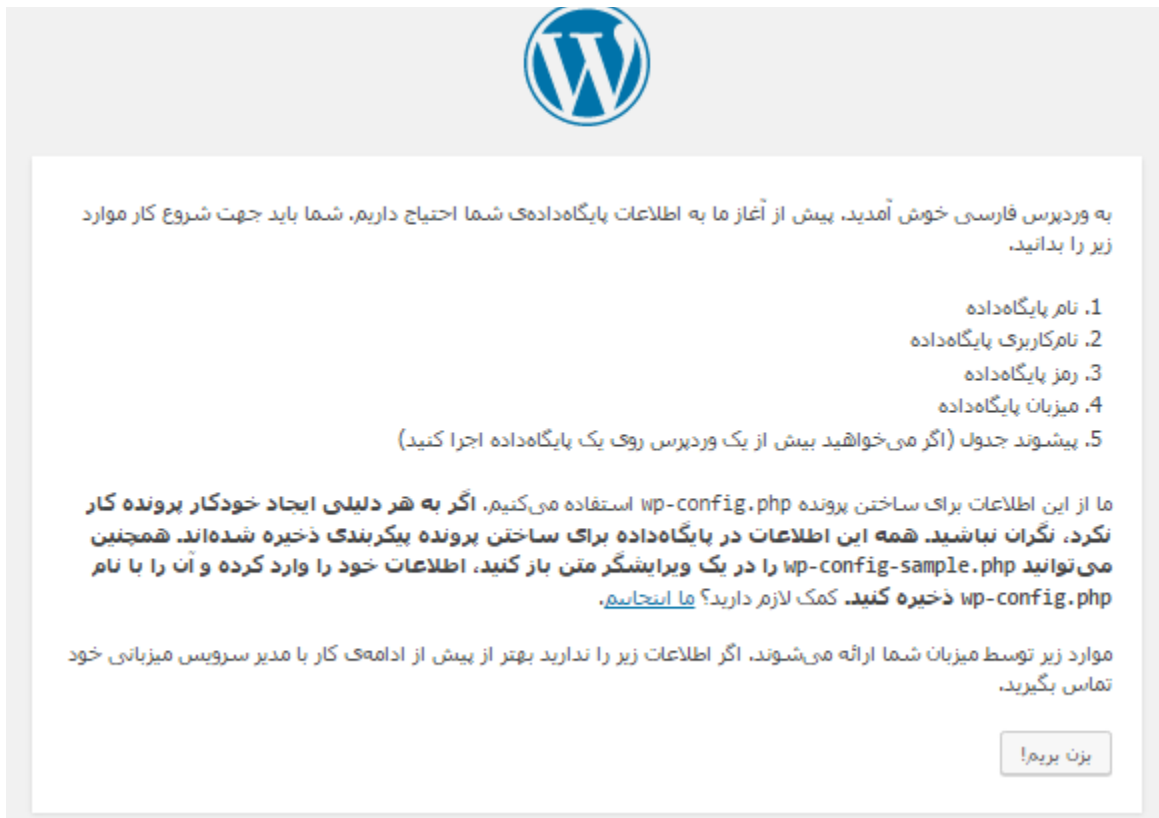 به وردپرس فارسی خوش آمدید. پیش از آغاز ما به اطلاعات پایگاه‌داده‌ی شما احتیاج داریم. شما باید جهت شروع کار موارد
زیر را بدانید.
1. نام پایگاه‌داده
2. نام‌کاربری پایگاه‌داده
3. رمز پایگاه‌داده
4. میزبان پایگاه‌داده
5. پیشوند جدول (اگر می‌خواهید بیش از یک وردپرس روی یک پایگاه‌داده اجرا کنید)
ما از این اطلاعات برای ساختن پرونده wp-config.php استفاده می‌کنیم. اگر به هر دلیلی ایجاد خودکار پرونده کار
نکرد، نگران نباشید. همه این اطلاعات در پایگاه‌داده برای ساختن پرونده پیکربندی ذخیره شده‌اند. همچنین
می‌توانید wp-config-sample.php را در یک ویرایشگر متن باز کنید، اطلاعات خود را وارد کرده و آن را با نام
wp-config.php ذخیره کنید. کمک لازم دارید؟ ما اینجاییم.
موارد زیر توسط میزبان شما ارائه می‌شوند. اگر اطلاعات زیر را ندارید بهتر از پیش از ادامه‌ی کار با مدیر سرویس میزبانی خود
تماس بگیرید.
بزن بریم!